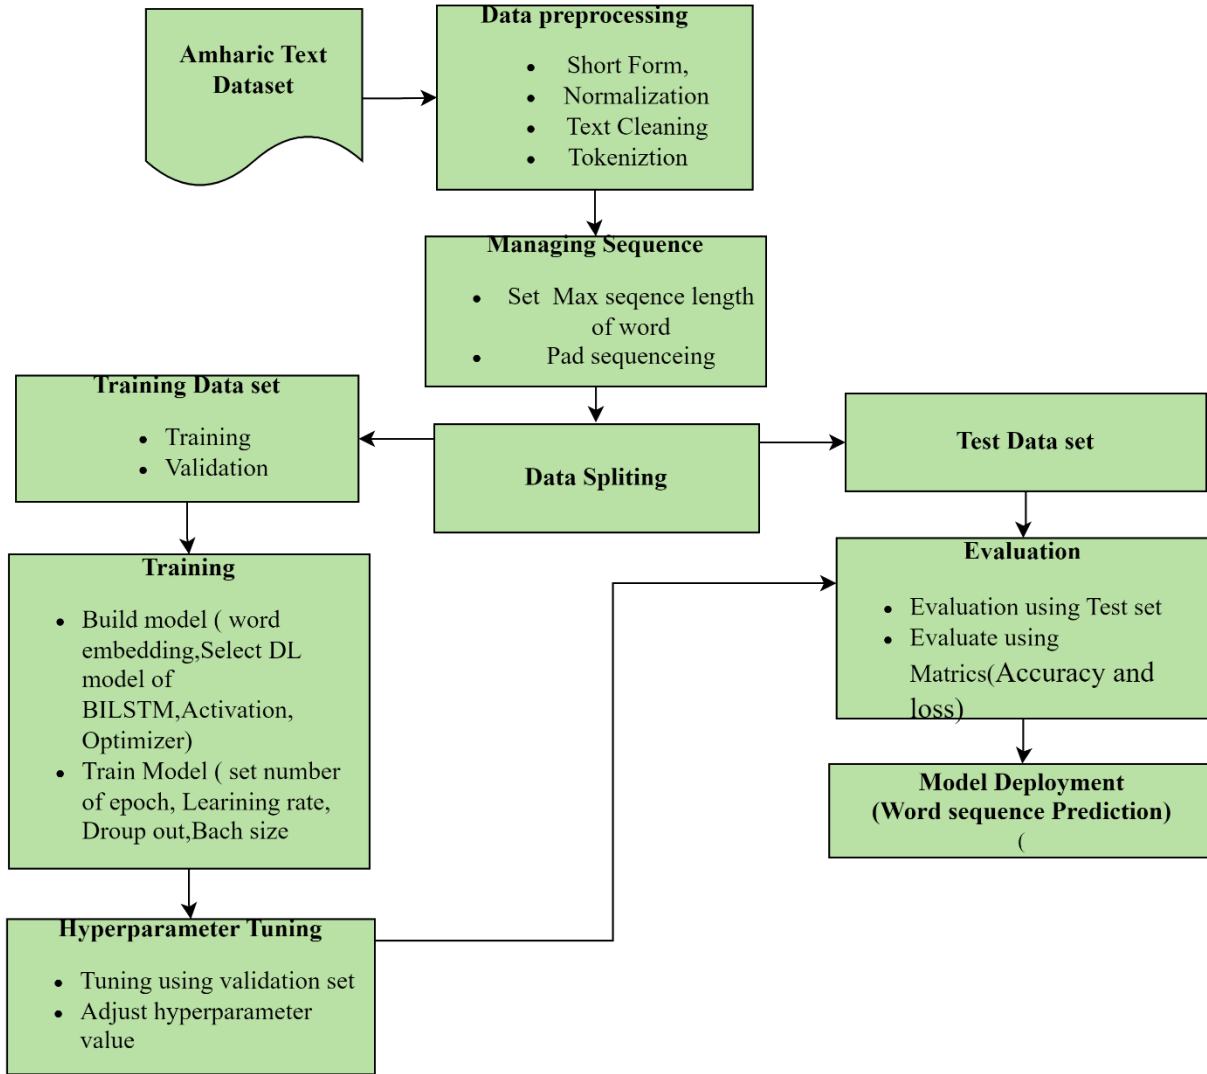 Amharic Text
Dataset
Data preprocessing
• Short Form,
• Normalization
• Text Cleaning
• Tokeniztion
Managing Sequence
• Set Max seqence length
of word
• Pad sequenceing
Training Data set
• Training
• Validation
Data Spliting
Test Data set
Training
• Build model ( word
embedding,Select DL
model of
BILSTM,Activation,
Optimizer)
• Train Model ( set number
of epoch, Learining rate,
Droup out,Bach size
Evaluation
• Evaluation using Test set
• Evaluate using
Matrics(Accuracy and
loss)
Model Deployment
(Word sequence Prediction)
(
Hyperparameter Tuning
• Tuning using validation set
• Adjust hyperparameter
value